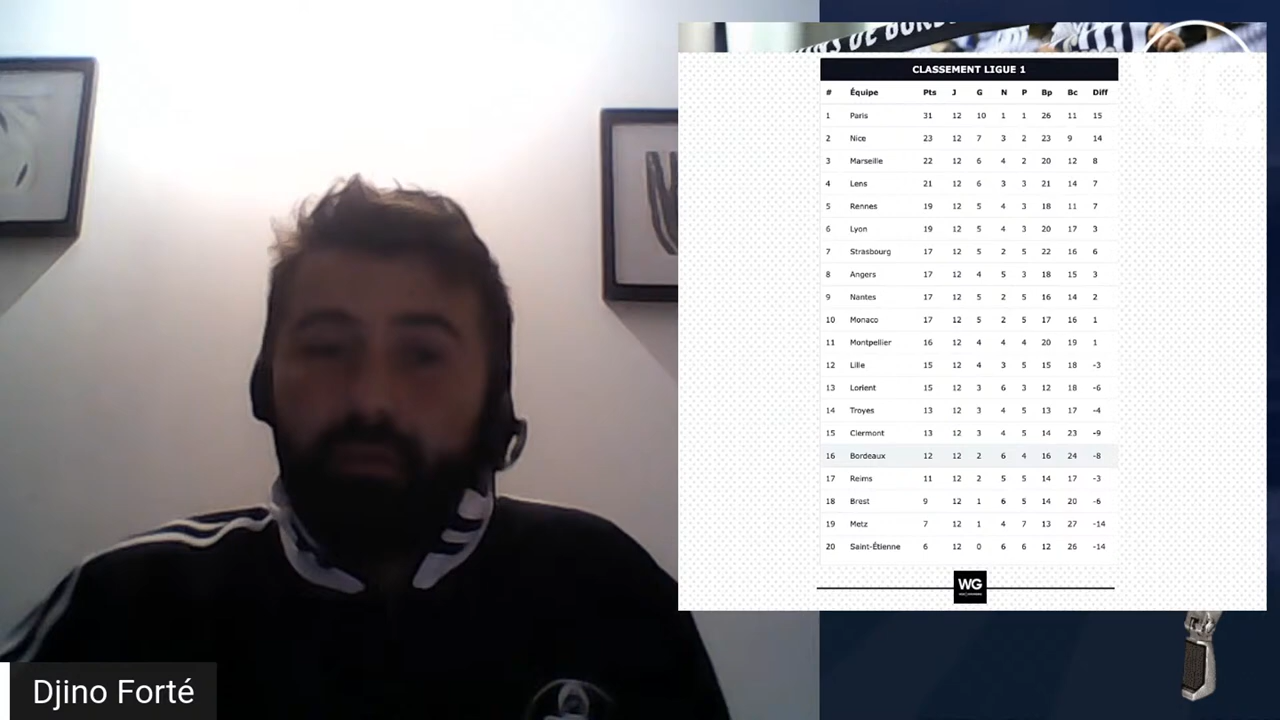 NS DE BORDE
CLASSEMENT LIGUE 1
# Équipe Pts J G N P Bp Bc Diff
1 Paris 31 12 10 1 1 26 11 15
2 Nice 23 12 7 3 2 23 9 14
3 Marseille 22 12 6 4 2 20 12 8
4 Lens 21 12 6 3 3 21 14 7
5 Rennes 19 12 5 4 3 18 11 7
6 Lyon 19 12 5 4 3 20 17 3
7 Strasbourg 17 12 5 2 5 22 16 6
8 Angers 17 12 4 5 3 18 15 3
9 Nantes 17 12 5 2 5 16 14 2
10 Monaco 17 12 5 2 5 17 16 1
11 Montpellier 16 12 4 4 4 20 19 1
12 Lille 15 12 4 3 5 15 18 -3
13 Lorient 15 12 3 6 3 12 18 -6
14 Troyes 13 12 3 4 5 13 17 -4
15 Clermont 13 12 3 4 5 14 23 -9
16 Bordeaux 12 12 2 6 4 16 24 -8
17 Reims 11 12 2 5 5 14 17 -3
18 Brest 9 12 1 6 5 14 20 -6
19 Metz 7 12 1 4 7 13 27 -14
20 Saint-Étienne 6 12 0 6 6 12 26 -14
WG
WG
Djino Forté